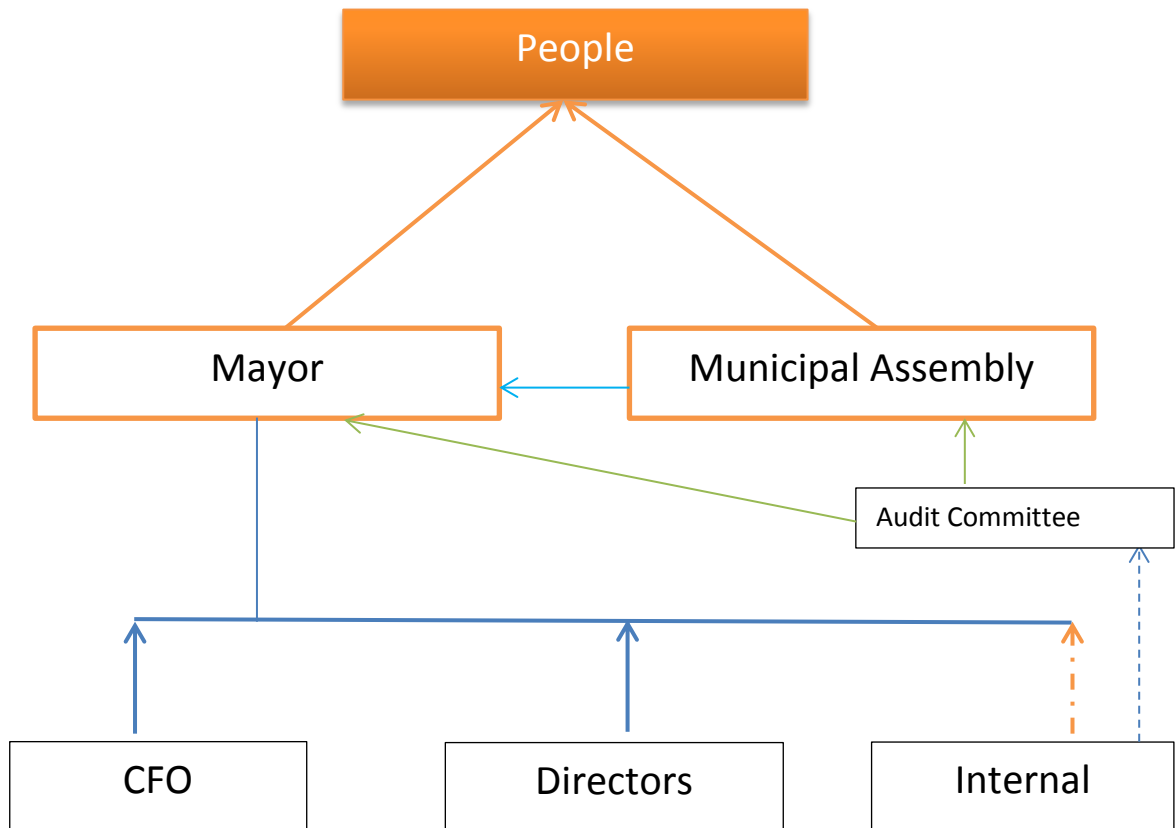 People
Mayor
Municipal Assembly
Audit Committee
CFO
Directors
Internal